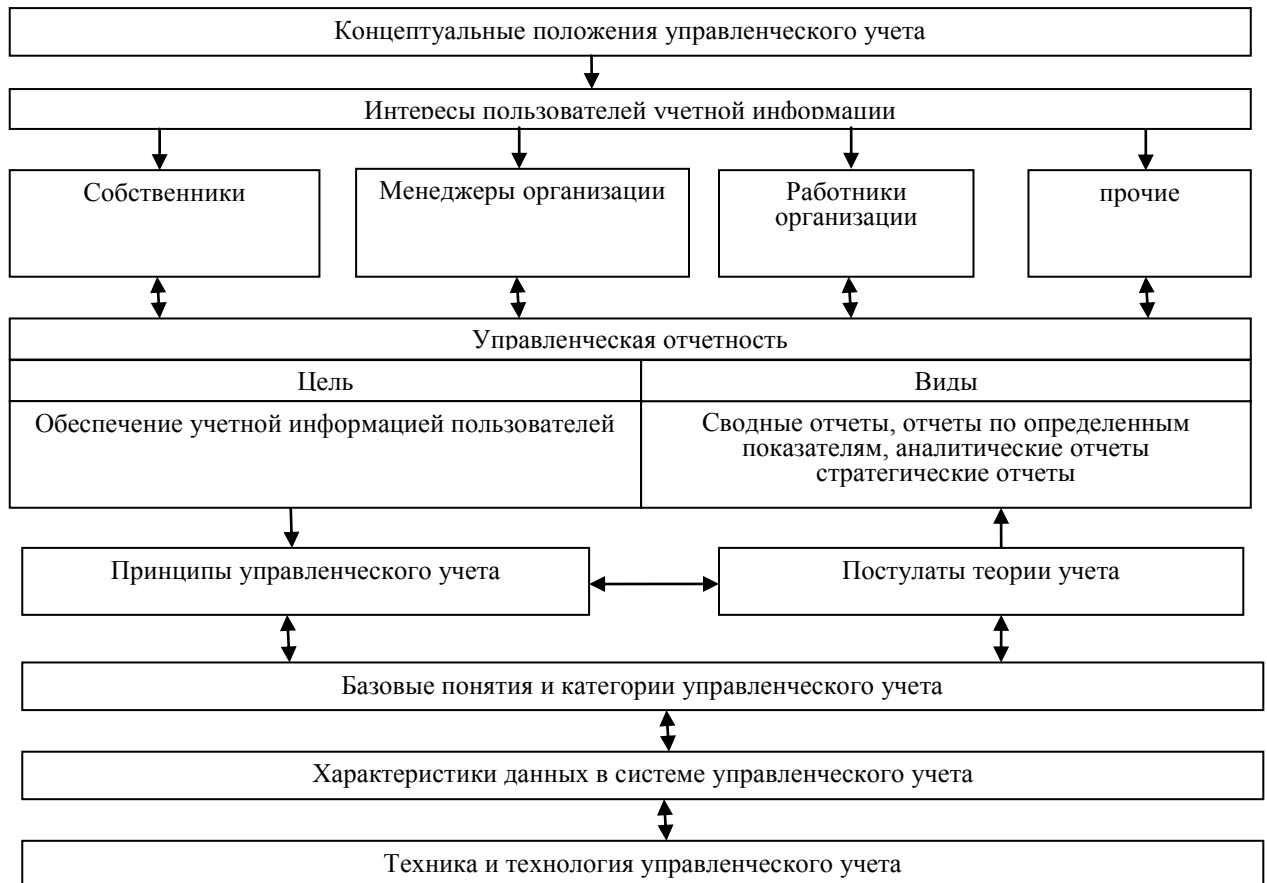 Концептуальные положения управленческого учета
Интересы пользователей учетной информации
Собственники
Менеджеры организации
Работники
организации
прочие
Управленческая отчетность
Цель
Виды
Обеспечение учетной информацией пользователей
Сводные отчеты, отчеты по определенным
показателям, аналитические отчеты
стратегические отчеты
Принципы управленческого учета
Постулаты теории учета
Базовые понятия и категории управленческого учета
Характеристики данных в системе управленческого учета
Техника и технология управленческого учета